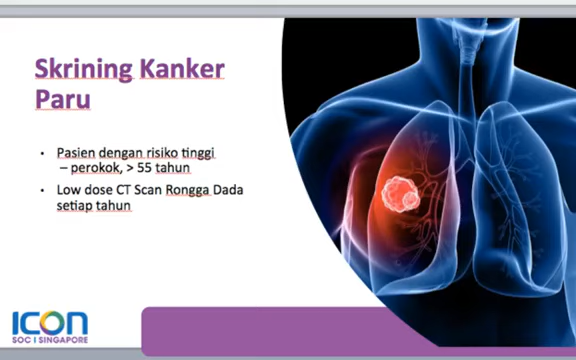 Skrining Kanker
Paru
• Pasien dengan risiko tinggi
– perokok, > 55 tahun
• Low dose CT Scan Rongga Dada
setiap tahun
ICON
SOC I SINGAPORE